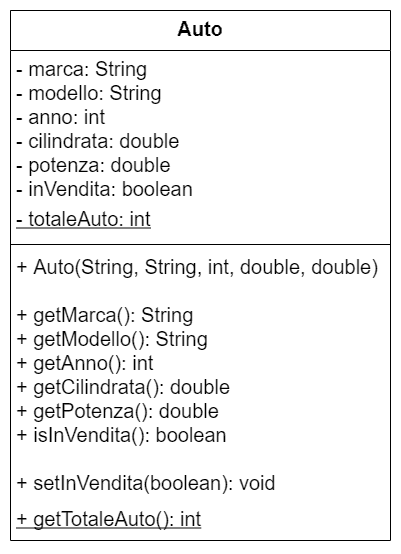 Auto
- marca: String
- modello: String
- anno: int
- cilindrata: double
- potenza: double
- inVendita: boolean
- totaleAuto: int
+ Auto(String, String, int, double, double)
+ getMarca(): String
+ getModello(): String
+ getAnno(): int
+ getCilindrata(): double
+ getPotenza(): double
+ isInVendita(): boolean
+ setInVendita(boolean): void
+ getTotaleAuto(): int